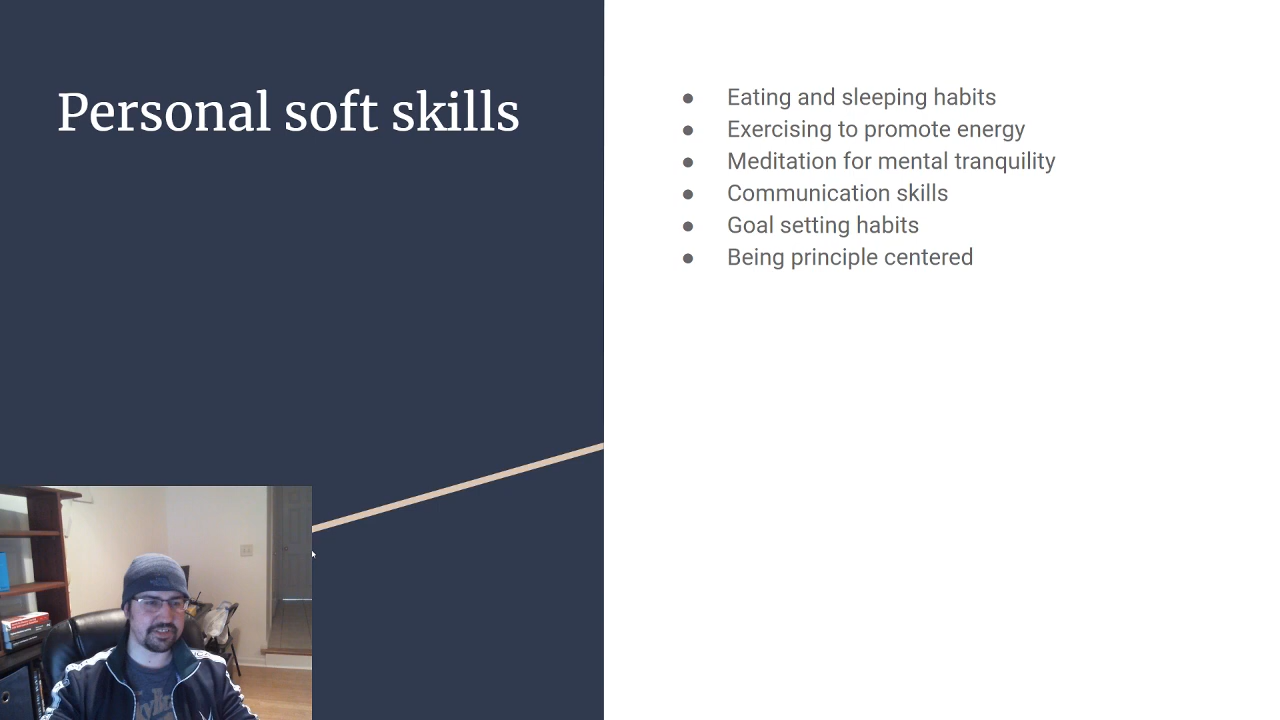 Personal soft skills
● Eating and sleeping habits
● Exercising to promote energy
● Meditation for mental tranquility
● Communication skills
● Goal setting habits
● Being principle centered